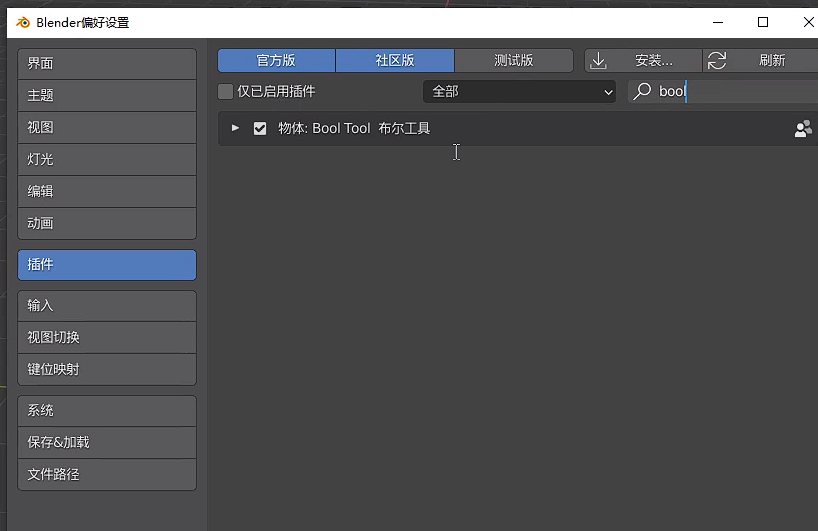 Blender偏好设置
界面
主题
视图
灯光
编辑
动画
插件
输入
视图切换
键位映射
系统
保存&加载
文件路径
官方版 社区版 测试版 安装... 刷新
仅已启用插件 全部 bool
物体: Bool Tool 布尔工具